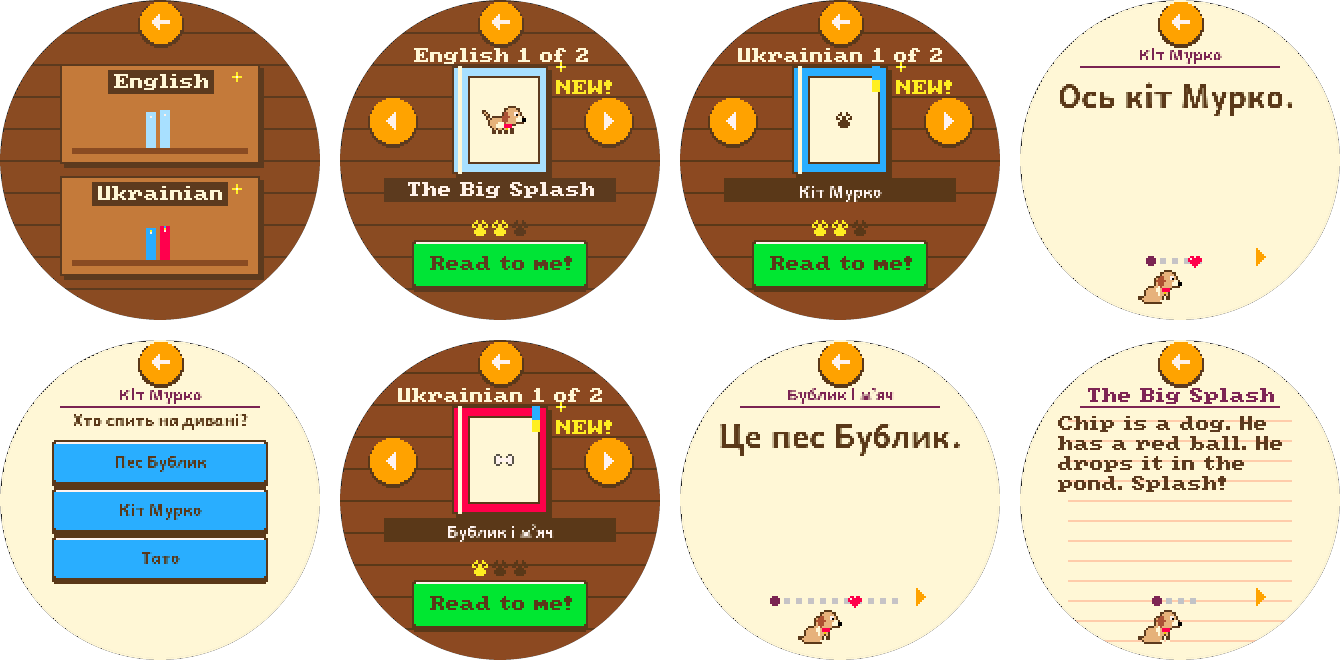 English
Ukrainian
English 1 of 2
NEW!
The Big Splash
Read to me!
Ukrainian 1 of 2
NEW!
Кіт Мурко
Read to me!
Кіт Мурко
Ось кіт Мурко.
Кіт Мурко
Хто спить на дивані?
Пес Бублик
Кіт Мурко
Тато
Ukrainian 1 of 2
NEW!
Бублик і м'яч
Read to me!
Бублик і м'яч
Це пес Бублик.
The Big Splash
Chip is a dog. He
has a red ball. He
drops it in the
pond. Splash!